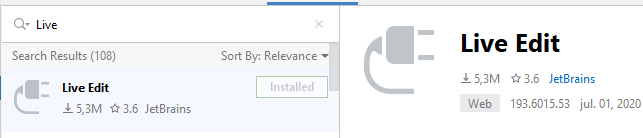 Live
Search Results (108) Sort By: Relevance
Live Edit Installed
5,3M 3.6 JetBrains
Live Edit
5,3M 3.6 JetBrains
Web 193.6015.53 jul. 01, 2020